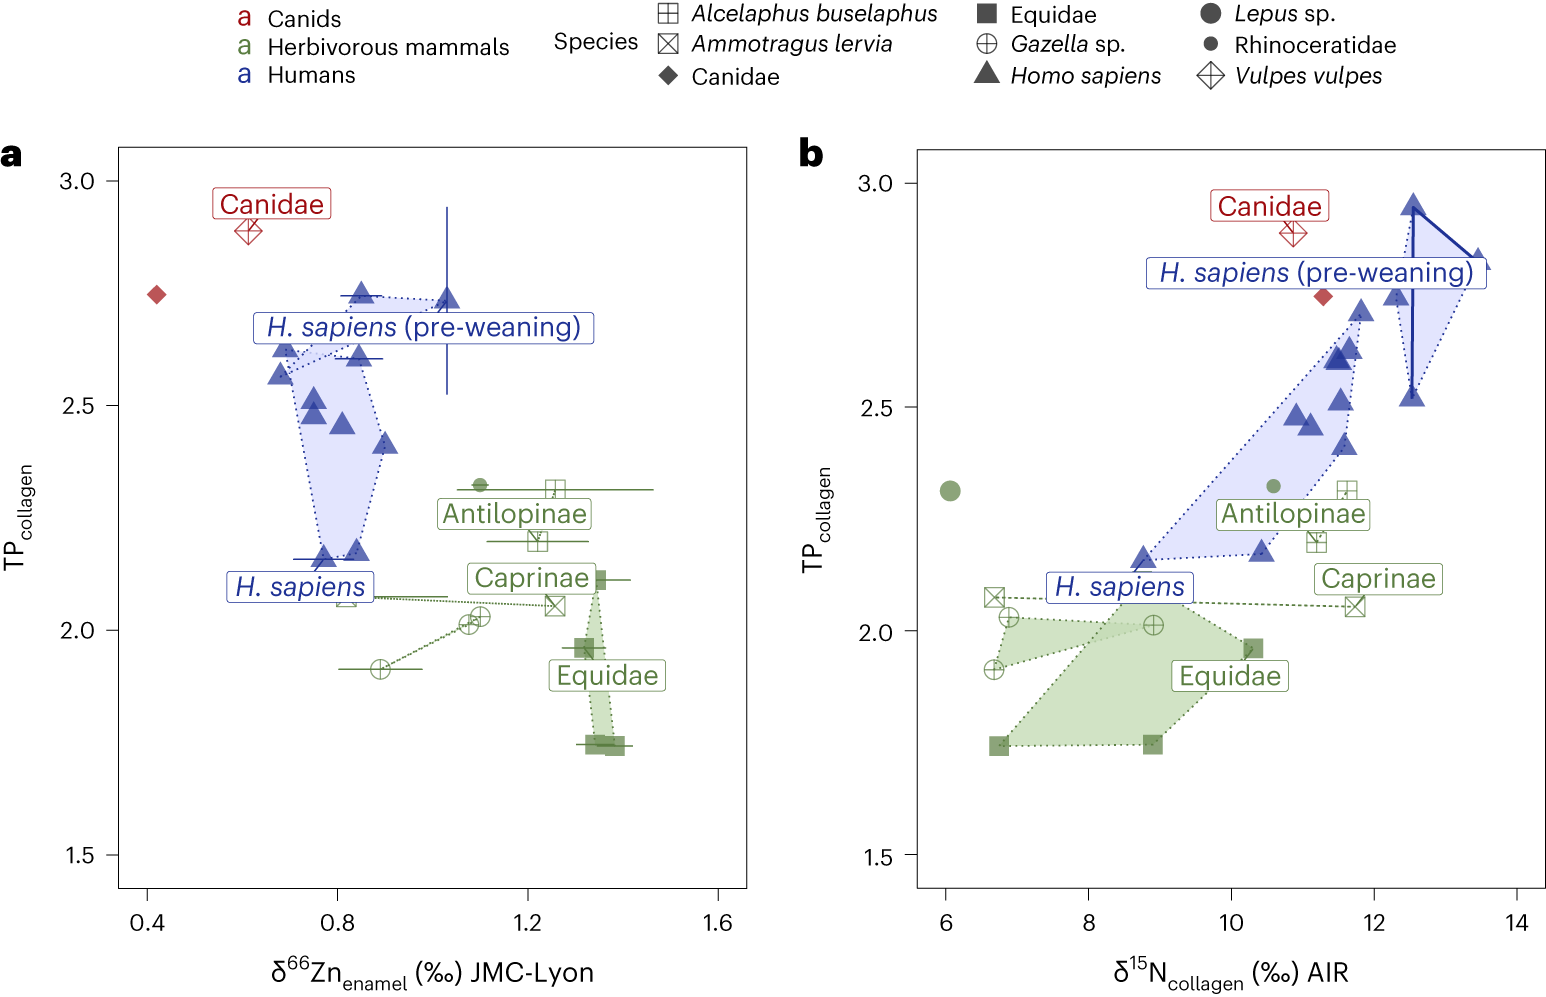 a Canids
a Herbivorous mammals
a Humans
Species
Alcelaphus buselaphus
Ammotragus lervia
Canidae
Equidae
Gazella sp.
Homo sapiens
Lepus sp.
Rhinoceratidae
Vulpes vulpes
a
3.0
2.5
2.0
1.5
TPcollagen
Canidae
H. sapiens (pre-weaning)
Antilopinae
Caprinae
H. sapiens
Equidae
0.4 0.8 1.2 1.6
δ66Znenamel (‰) JMC-Lyon
b
3.0
2.5
2.0
1.5
TPcollagen
Canidae
H. sapiens (pre-weaning)
Antilopinae
Caprinae
H. sapiens
Equidae
6 8 10 12 14
δ15Ncollagen (‰) AIR